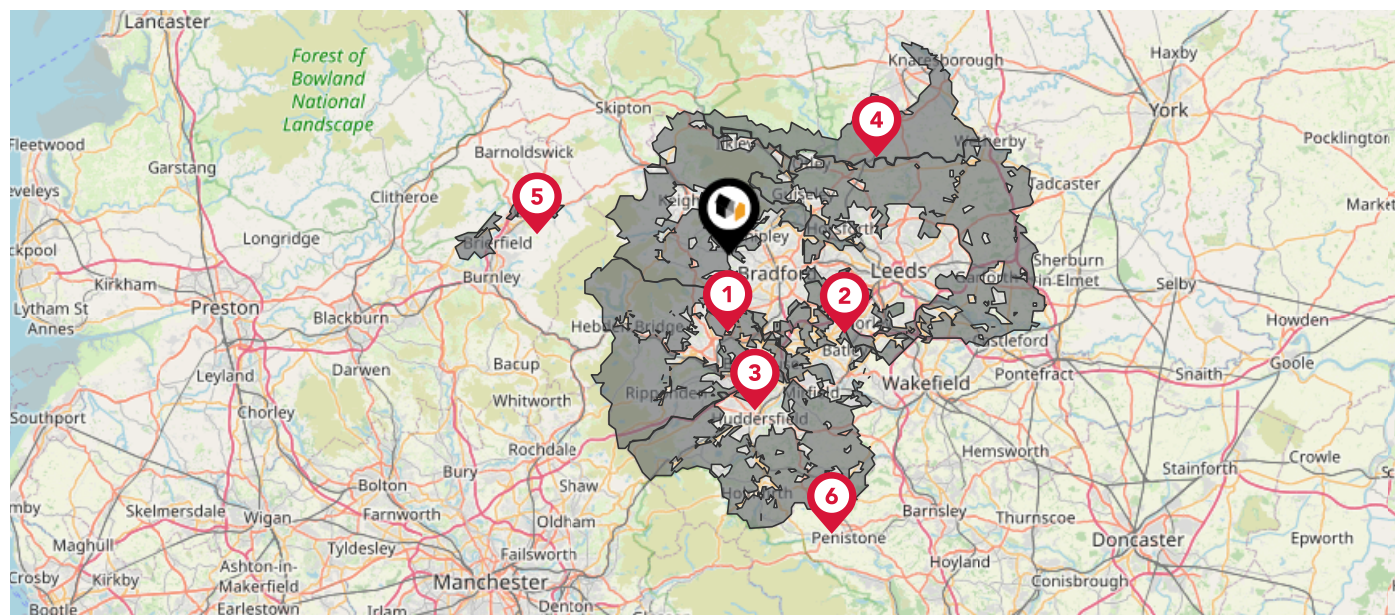 Lancaster
Forest of
Bowland
National
Landscape
Haxby
York
Skipton
4
Pocklington
Fleetwood
Garstang
Barnoldswick
Clitheroe
5
Tadcaster
Longridge
Brierfield
Burnley
Bradford
Leeds
Sherburn
in Elmet
Selby
Kirkham
Preston
Lytham St
Annes
Blackburn
1
2
Hebden Bridge
Howden
Bacup
Darwen
Leyland
Whitworth
3
Batley
Wakefield
Pontefract
Snaith
Goole
Chorley
Southport
Rochdale
Huddersfield
Hemsworth
Stainforth
Crowle
Bury
Bolton
Shaw
Skelmersdale
Wigan
Farnworth
Oldham
6
Barnsley
Thurnscoe
Penistone
Doncaster
Epworth
Maghull
Tyldesley
Failsworth
Hoyland
Conisbrough
Crosby
Kirkby
Ashton-in-
Makerfield
Manchester
Bootle
Earlestown
Irlam
Denton